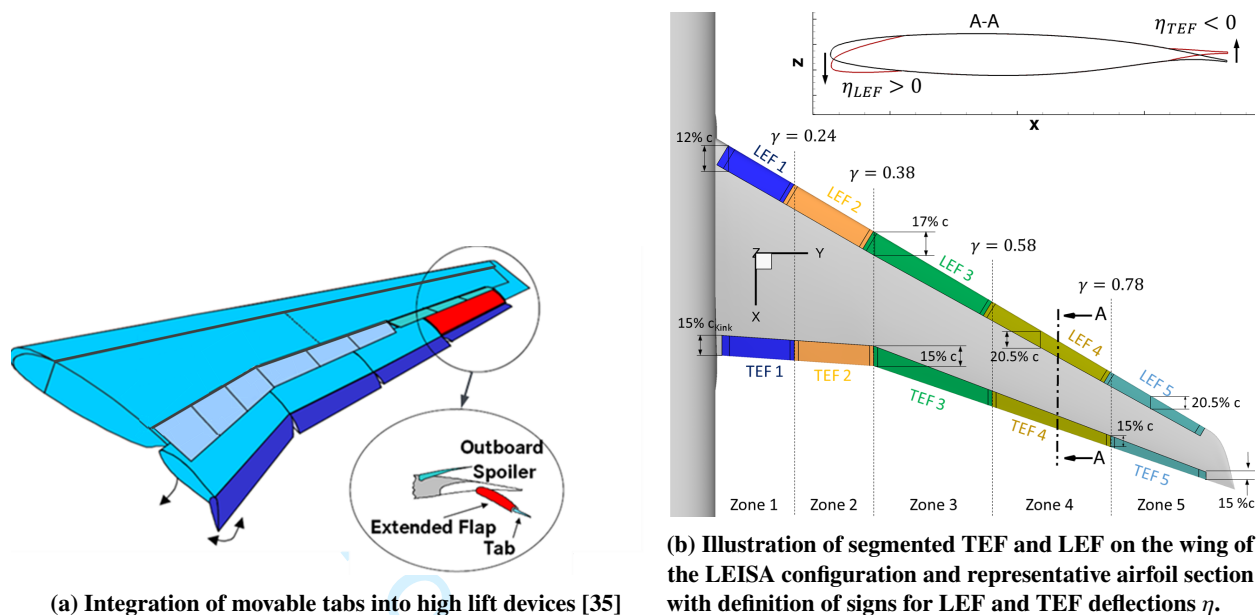 Outboard
Spoiler
Extended Flap
Tab
(a) Integration of movable tabs into high lift devices [35]
A-A
η_TEF < 0
z
η_LEF > 0
x
12% c
γ = 0.24
LEF 1
LEF 2
γ = 0.38
17% c
LEF 3
γ = 0.58
Z
Y
X
γ = 0.78
A
15% c_Kink
15% c
20.5% c
LEF 4
TEF 1
TEF 2
TEF 3
LEF 5
20.5% c
15% c
TEF 4
A
TEF 5
Zone 1
Zone 2
Zone 3
Zone 4
Zone 5
15 %c
(b) Illustration of segmented TEF and LEF on the wing of
the LEISA configuration and representative airfoil section
with definition of signs for LEF and TEF deflections η.